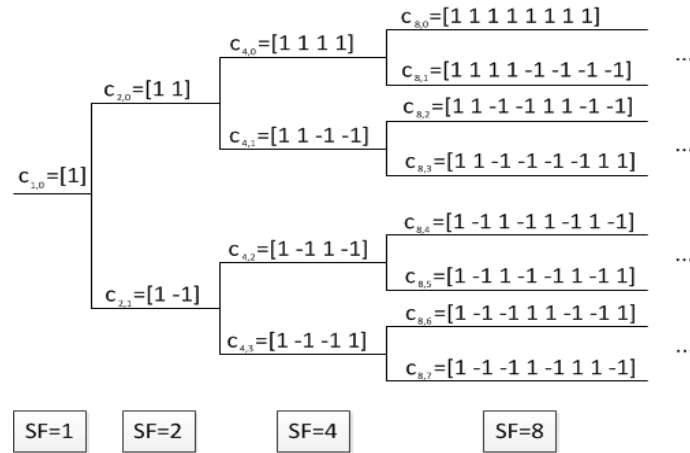 c8,0=[1 1 1 1 1 1 1 1]
c4,0=[1 1 1 1]
...
c8,1=[1 1 1 1 -1 -1 -1 -1]
c2,0=[1 1]
c8,2=[1 1 -1 -1 1 1 -1 -1]
c4,1=[1 1 -1 -1]
...
c8,3=[1 1 -1 -1 -1 -1 1 1]
c1,0=[1]
c8,4=[1 -1 1 -1 1 -1 1 -1]
c4,2=[1 -1 1 -1]
...
c8,5=[1 -1 1 -1 -1 1 -1 1]
c2,1=[1 -1]
c8,6=[1 -1 -1 1 1 -1 -1 1]
c4,3=[1 -1 -1 1]
...
c8,7=[1 -1 -1 1 -1 1 1 -1]
SF=1 SF=2 SF=4 SF=8